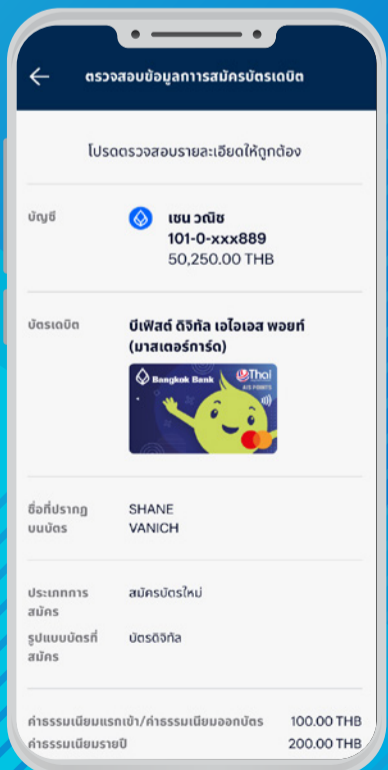 ตรวจสอบข้อมูลการสมัครบัตรเดบิต
โปรดตรวจสอบรายละเอียดให้ถูกต้อง
บัญชี
เชน วณิช
101-0-xxx889
50,250.00 THB
บัตรเดบิต
บีเฟิสต์ ดิจิทัล เอไอเอส พอยท์
(มาสเตอร์การ์ด)
Bangkok Bank
Thai
AIS POINTS
ชื่อที่ปรากฏ
บนบัตร
SHANE
VANICH
ประเภทการ
สมัคร
สมัครบัตรใหม่
รูปแบบบัตรที่
สมัคร
บัตรดิจิทัล
ค่าธรรมเนียมแรกเข้า/ค่าธรรมเนียมออกบัตร 100.00 THB
ค่าธรรมเนียมรายปี 200.00 THB